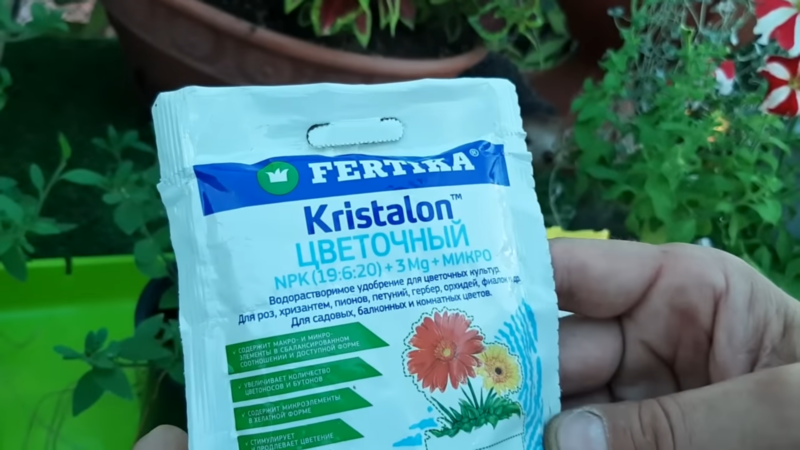 FERTIKA®
Kristalon™
ЦВЕТОЧНЫЙ
NPK (19:6:20) + 3Mg + МИКРО
Водорастворимое удобрение для цветочных культур.
Для роз, хризантем, пионов, петуний, гербер, орхидей, фиалок
Для садовых, балконных и комнатных цветов.
✓ СОДЕРЖИТ МАКРО- И МИКРО-
ЭЛЕМЕНТЫ В СБАЛАНСИРОВАННОМ
СООТНОШЕНИИ И ДОСТУПНОЙ ФОРМЕ
✓ УВЕЛИЧИВАЕТ КОЛИЧЕСТВО
ЦВЕТОНОСОВ И БУТОНОВ
✓ СОДЕРЖИТ МИКРОЭЛЕМЕНТЫ
В ХЕЛАТНОЙ ФОРМЕ
✓ СТИМУЛИРУЕТ
ПРОДЛЕВАЕТ ЦВЕТЕНИЕ